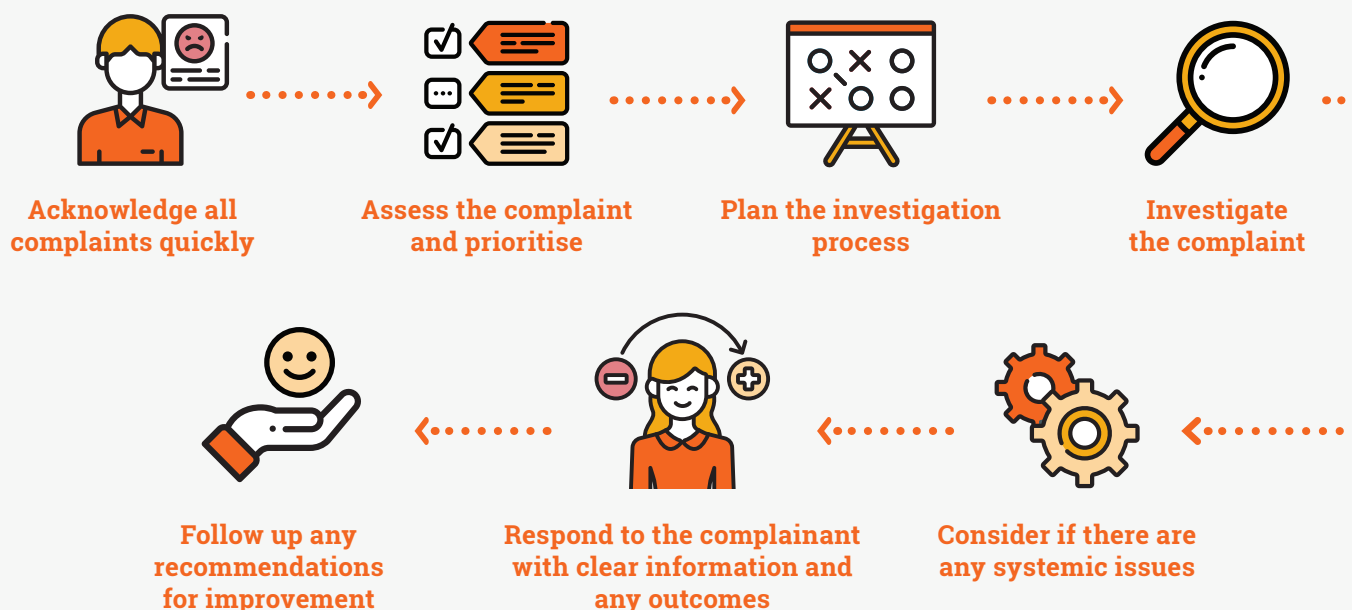 Acknowledge all
complaints quickly
Assess the complaint
and prioritise
Plan the investigation
process
Investigate
the complaint
Consider if there are
any systemic issues
Respond to the complainant
with clear information and
any outcomes
Follow up any
recommendations
for improvement